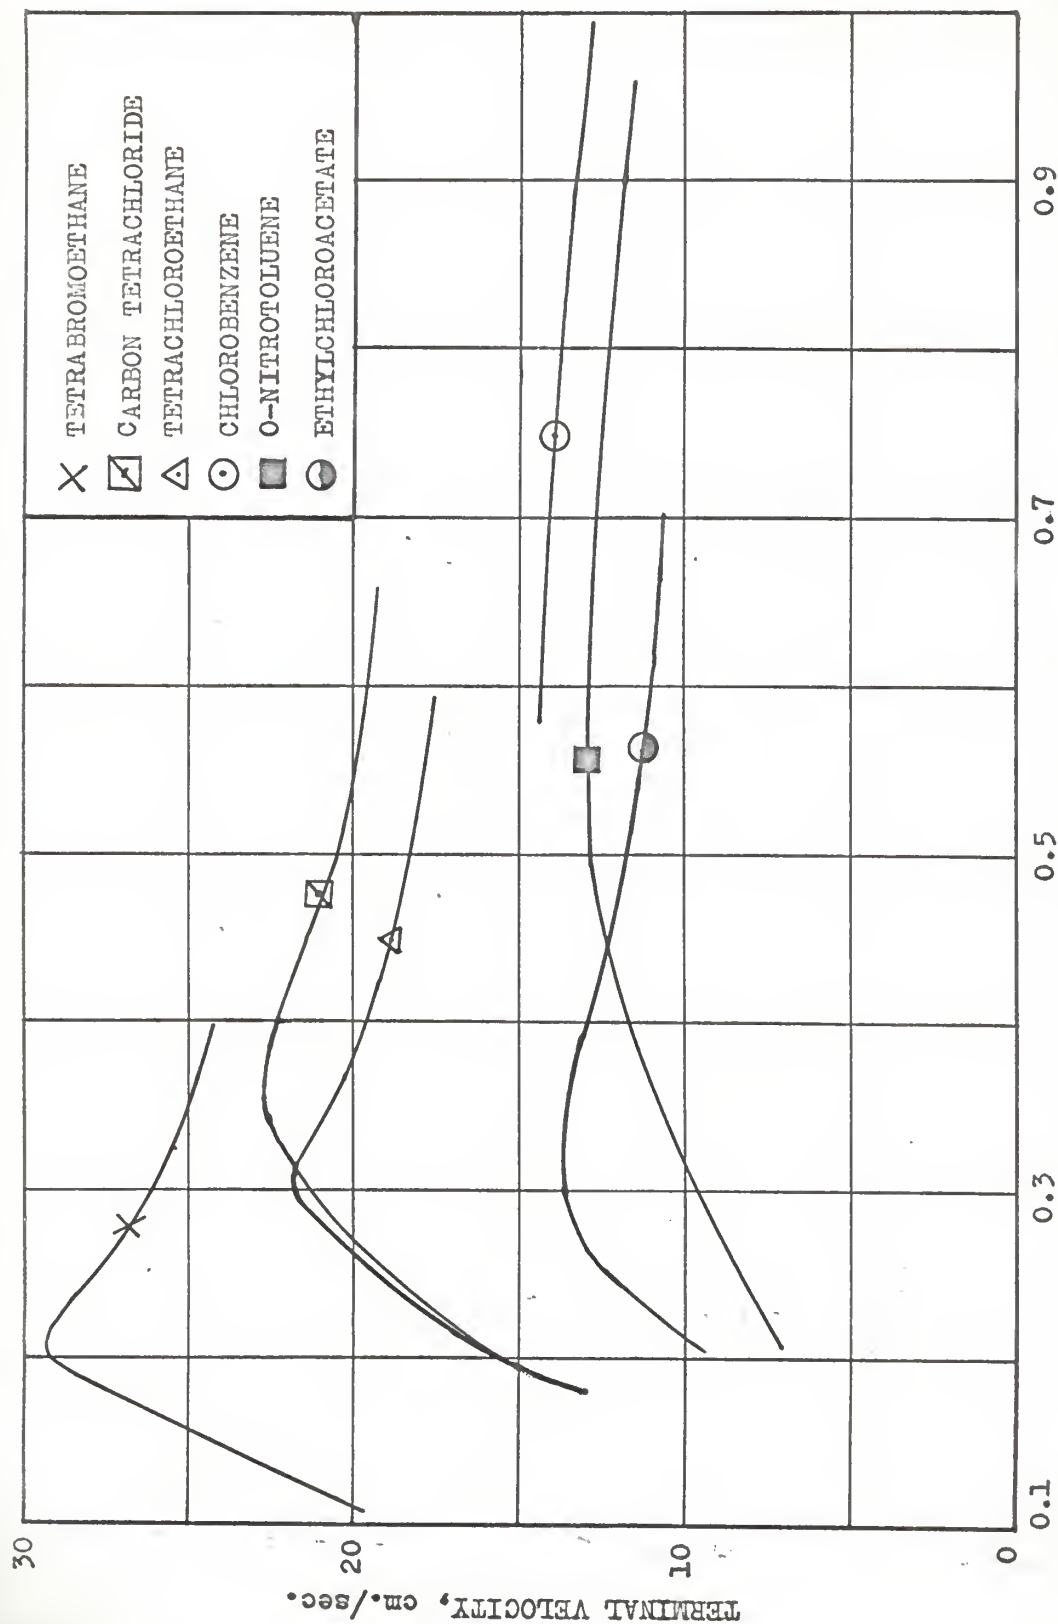 TETRABROMOETHANE
CARBON TETRACHLORIDE
TETRACHLOROETHANE
CHLOROBENZENE
O-NITROTOLUENE
ETHYLCHLOROACETATE
30
20
10
0
TERMINAL VELOCITY, cm./sec.
0.1
0.3
0.5
0.7
0.9